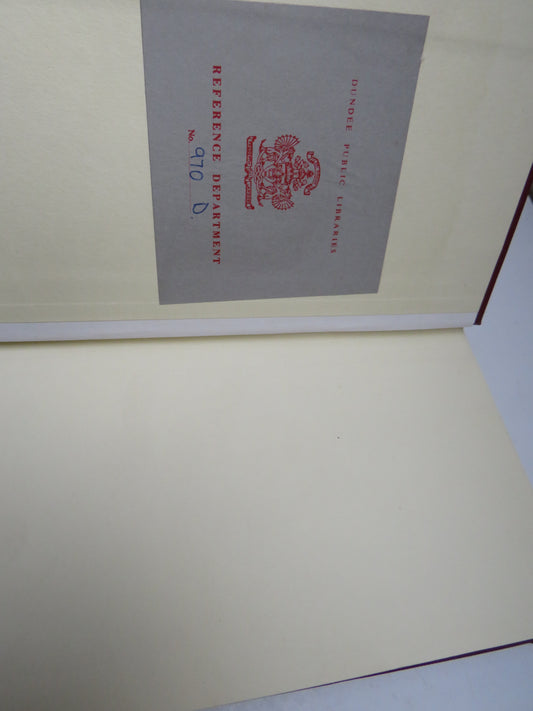 DUNDEE PUBLIC LIBRARIES
REFERENCE DEPARTMENT
No. 970 D.